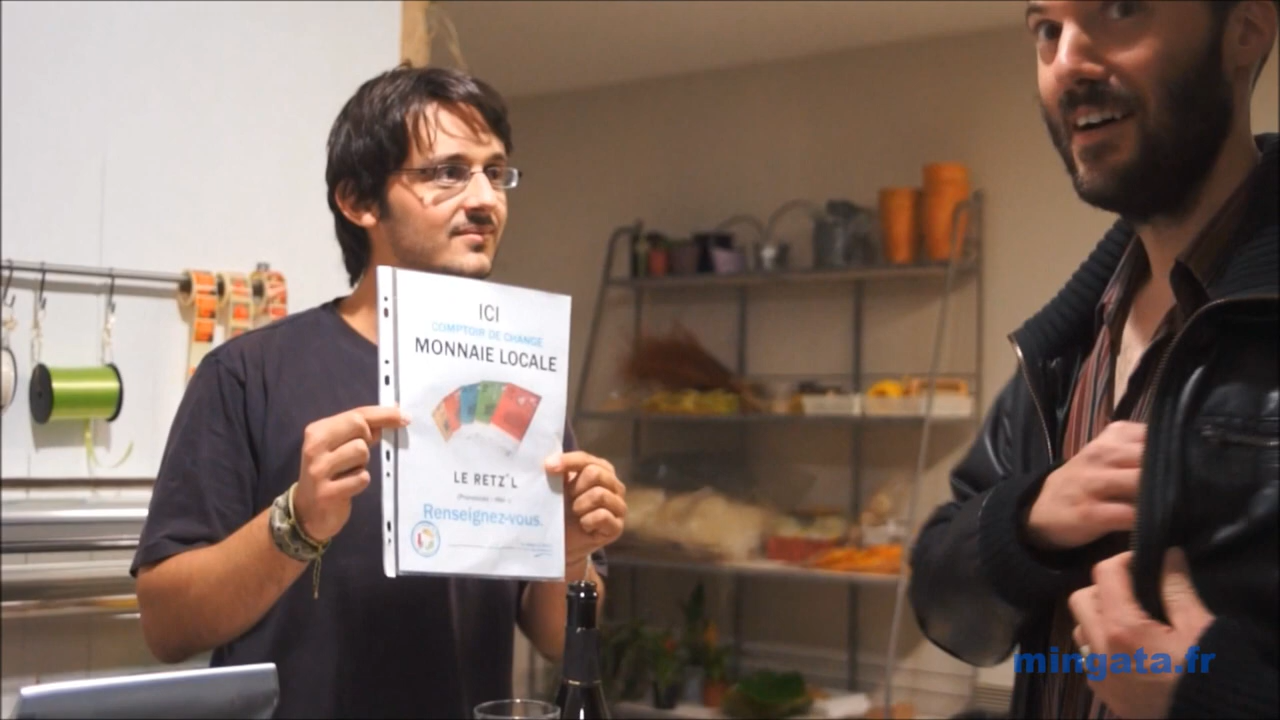 ICI
COMPTOIR DE CHANGE
MONNAIE LOCALE
LE RETZ'L
Renseignez-vous.
mingata.fr